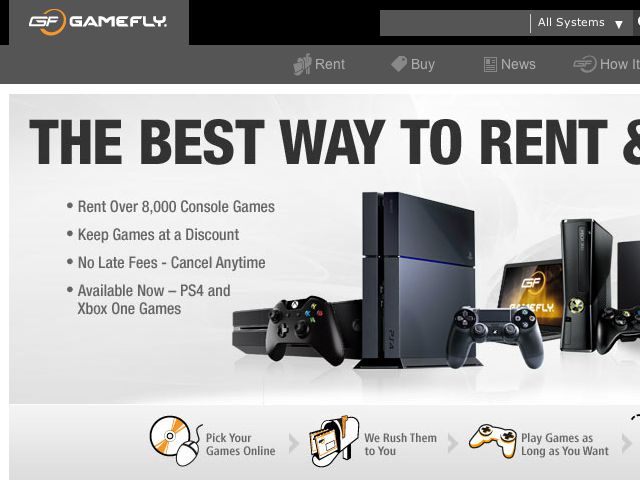 GAMEFLY.
All Systems
Rent
Buy
News
How It
THE BEST WAY TO RENT &
• Rent Over 8,000 Console Games
• Keep Games at a Discount
• No Late Fees - Cancel Anytime
• Available Now – PS4 and
Xbox One Games
GAMEFLY.
PS4
Pick Your
Games Online
We Rush Them
to You
Play Games as
Long as You Want